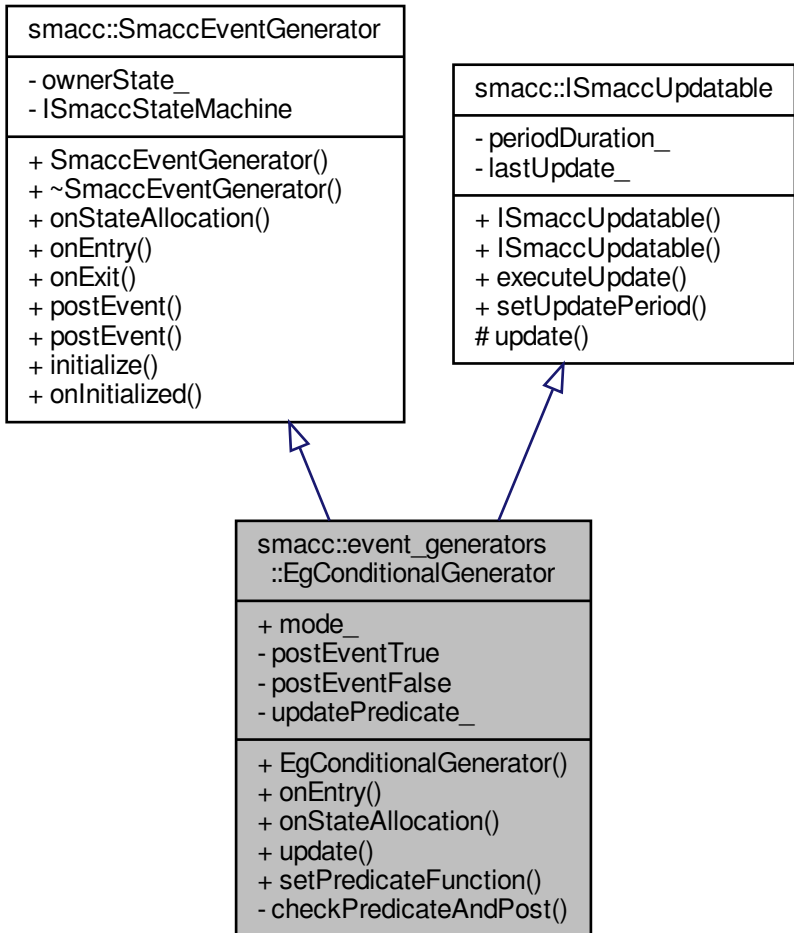 smacc::SmaccEventGenerator
- ownerState_
- ISmaccStateMachine
+ SmaccEventGenerator()
+ ~SmaccEventGenerator()
+ onStateAllocation()
+ onEntry()
+ onExit()
+ postEvent()
+ postEvent()
+ initialize()
+ onInitialized()
smacc::ISmaccUpdatable
- periodDuration_
- lastUpdate_
+ ISmaccUpdatable()
+ ISmaccUpdatable()
+ executeUpdate()
+ setUpdatePeriod()
# update()
smacc::event_generators
::EgConditionalGenerator
+ mode_
- postEventTrue
- postEventFalse
- updatePredicate_
+ EgConditionalGenerator()
+ onEntry()
+ onStateAllocation()
+ update()
+ setPredicateFunction()
- checkPredicateAndPost()